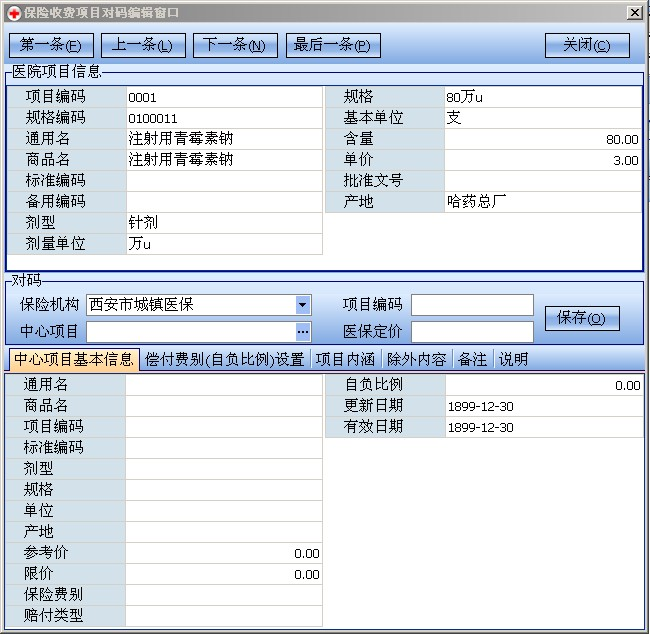 保险收费项目对码编辑窗口
第一条(F) 上一条(L) 下一条(N) 最后一条(P) 关闭(C)
医院项目信息
项目编码 0001 规格 80万u
规格编码 0100011 基本单位 支
通用名 注射用青霉素钠 含量 80.00
商品名 注射用青霉素钠 单价 3.00
标准编码 批准文号
备用编码 产地 哈药总厂
剂型 针剂
剂量单位 万u
对码
保险机构 西安市城镇医保 项目编码
保存(O)
中心项目 ... 医保定价
中心项目基本信息 偿付费别(自负比例)设置 项目内涵 除外内容 备注 说明
通用名 自负比例 0.00
商品名 更新日期 1899-12-30
项目编码 有效日期 1899-12-30
标准编码
剂型
规格
单位
产地
参考价 0.00
限价 0.00
保险费别
赔付类型